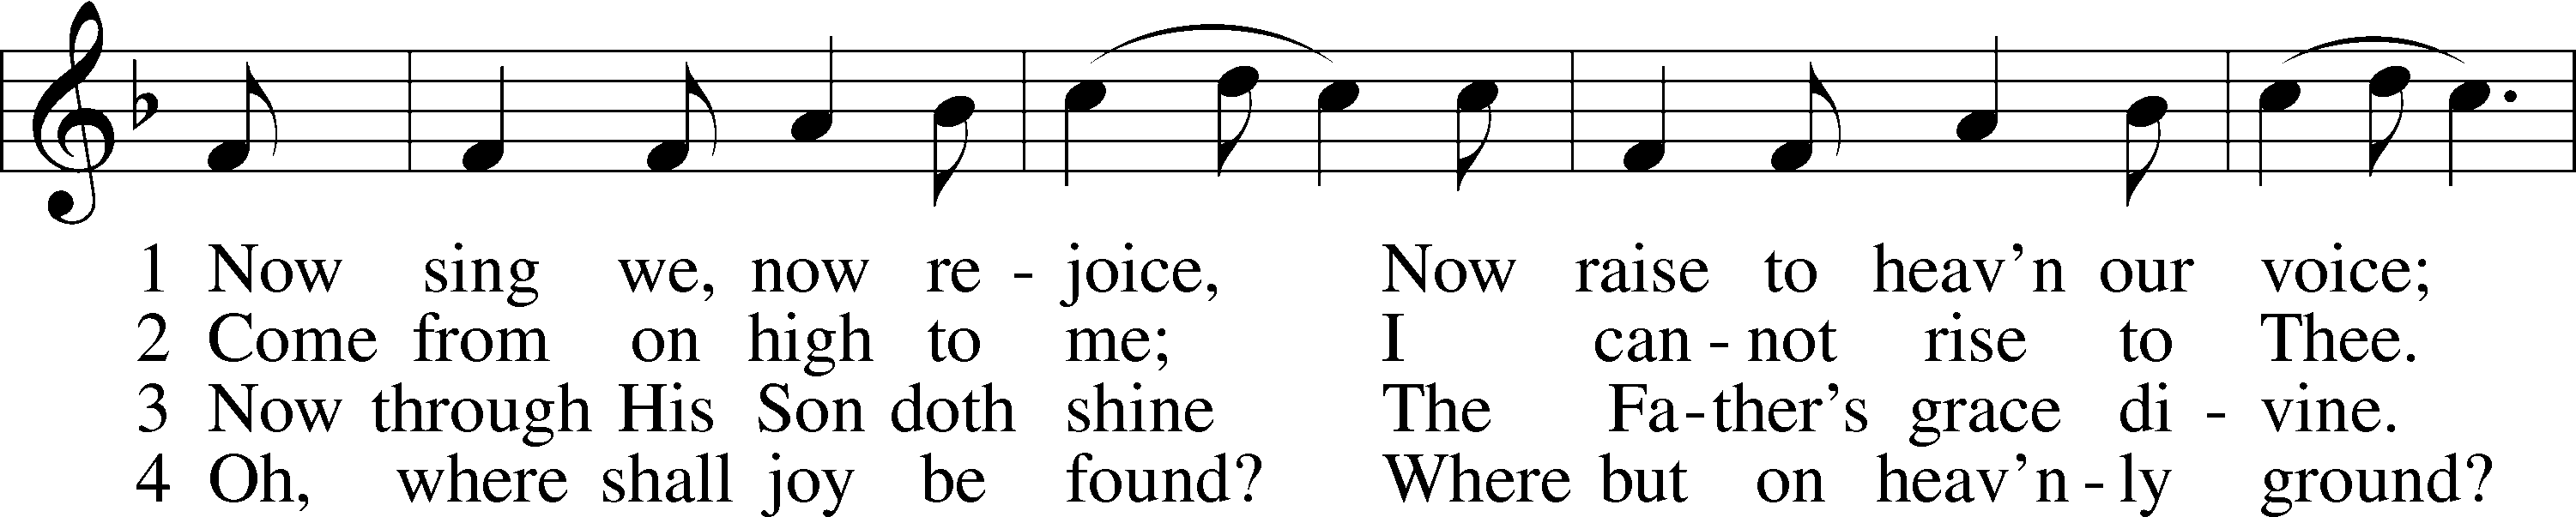 1 Now sing we, now re - joice, Now raise to heav’n our voice;
2 Come from on high to me; I can - not rise to Thee.
3 Now through His Son doth shine The Fa - ther’s grace di - vine.
4 Oh, where shall joy be found? Where but on heav’n - ly ground?